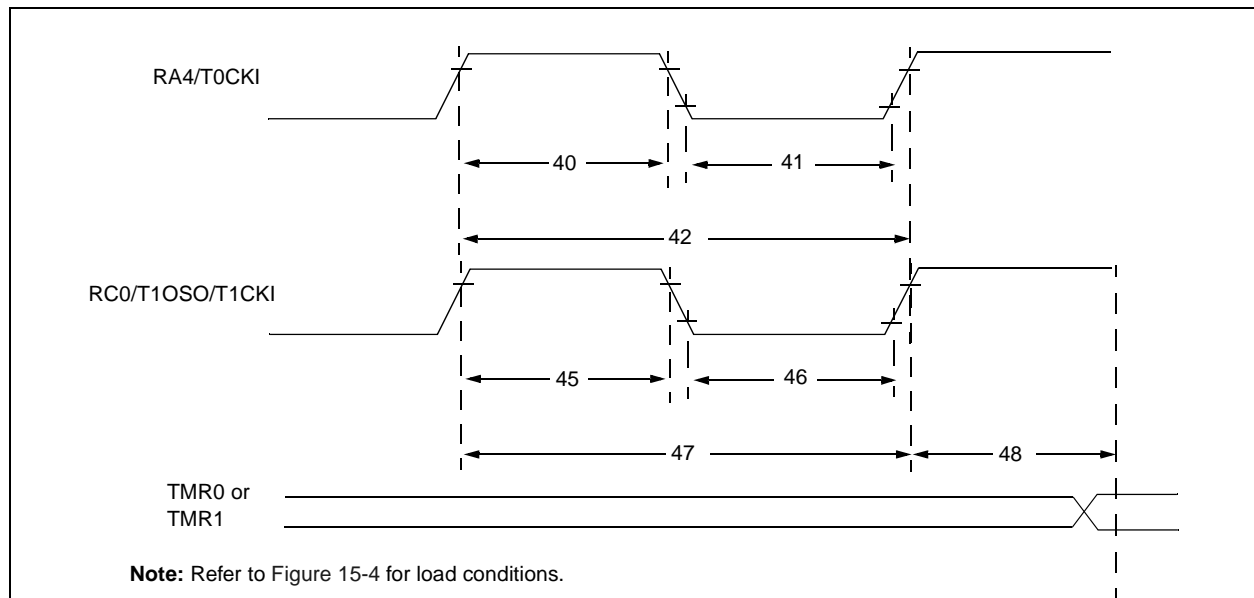 RA4/T0CKI
40
41
42
RC0/T1OSO/T1CKI
45
46
47
48
TMR0 or
TMR1
Note: Refer to Figure 15-4 for load conditions.